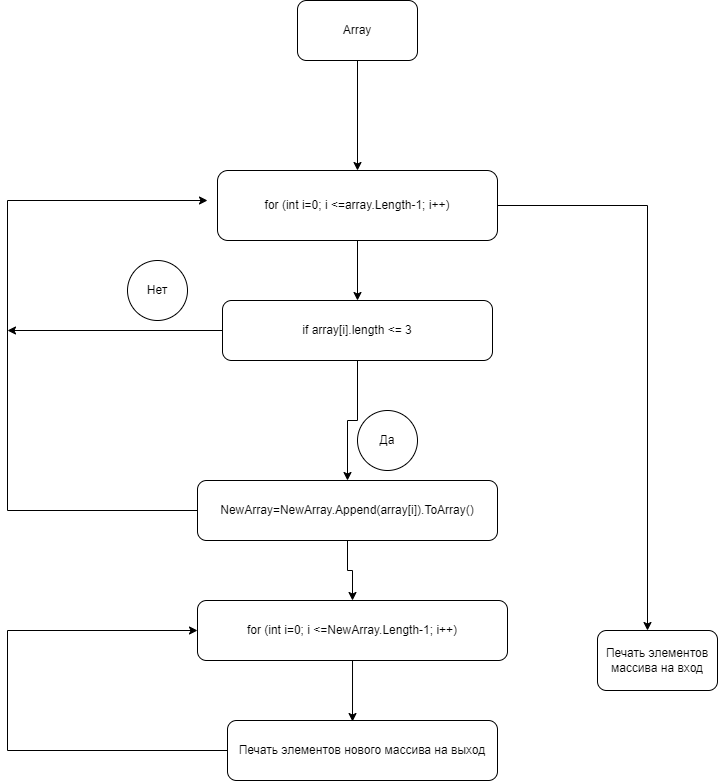 Array
for (int i=0; i <=array.Length-1; i++)
Нет
if array[i].length <= 3
Да
NewArray=NewArray.Append(array[i]).ToArray()
for (int i=0; i <=NewArray.Length-1; i++)
Печать элементов
массива на вход
Печать элементов нового массива на выход